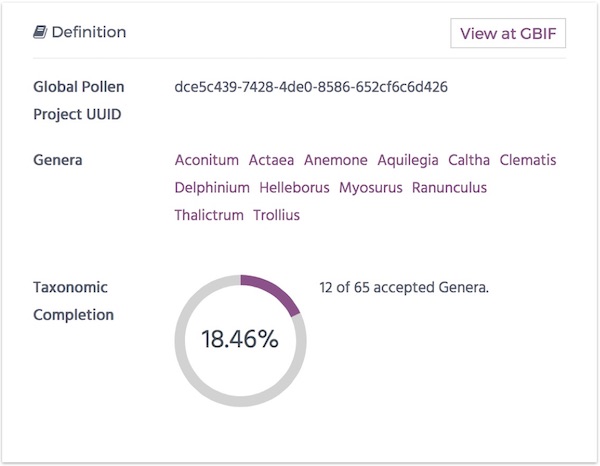 Definition
View at GBIF
Global Pollen Project UUID
dce5c439-7428-4de0-8586-652cf6c6d426
Genera
Aconitum Actaea Anemone Aquilegia Caltha Clematis
Delphinium Helleborus Myosurus Ranunculus
Thalictrum Trollius
Taxonomic
Completion
18.46%
12 of 65 accepted Genera.